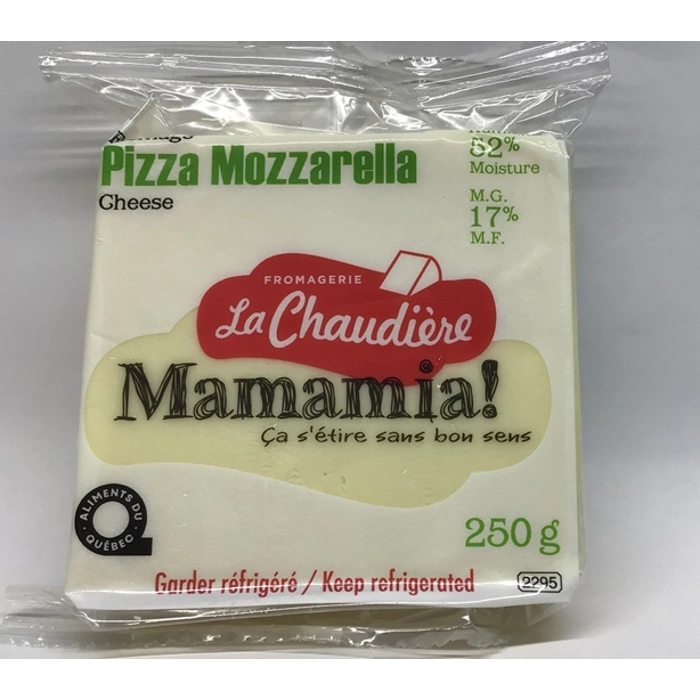 Pizza Mozzarella
Cheese
52%
Moisture
M.G.
17%
M.F.
FROMAGERIE
La Chaudière
Mamamia!
Ça s'étire sans bon sens
ALIMENTS DU
QUÉBEC
250 g
Garder réfrigéré / Keep refrigerated
2295